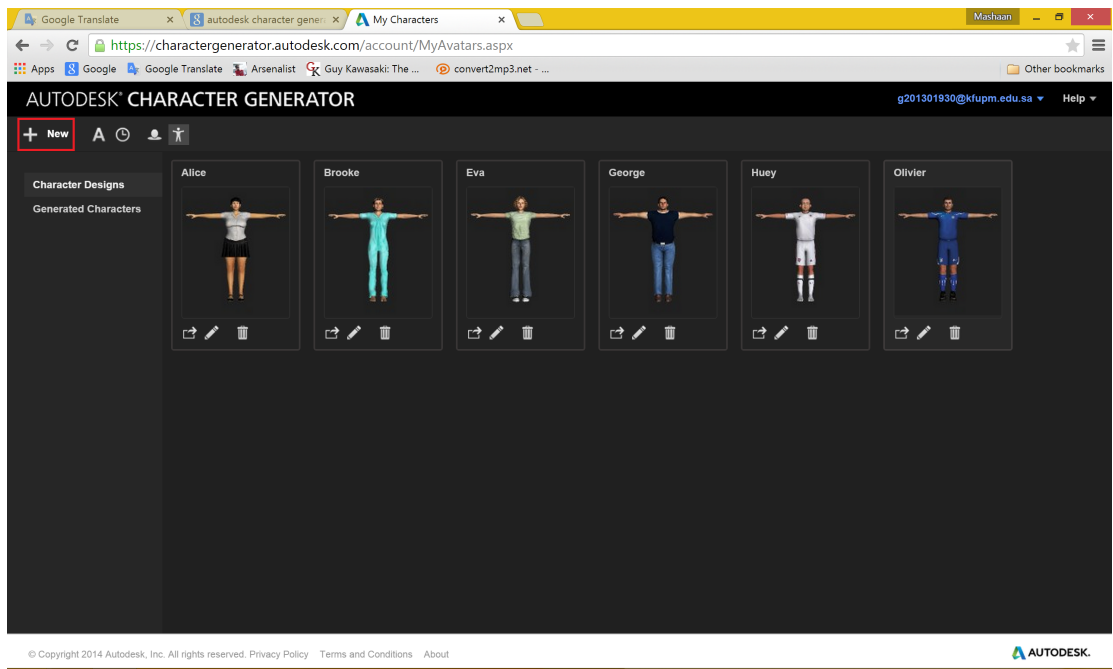 Google Translate
autodesk character gener
My Characters
Mashaan
https://charactergenerator.autodesk.com/account/MyAvatars.aspx
Apps Google Google Translate Arsenalist Guy Kawasaki: The ... convert2mp3.net - ... Other bookmarks
AUTODESK® CHARACTER GENERATOR
g201301930@kfupm.edu.sa Help
New A
Character Designs
Generated Characters
Alice Brooke Eva George Huey Olivier
© Copyright 2014 Autodesk, Inc. All rights reserved. Privacy Policy Terms and Conditions About
AUTODESK.